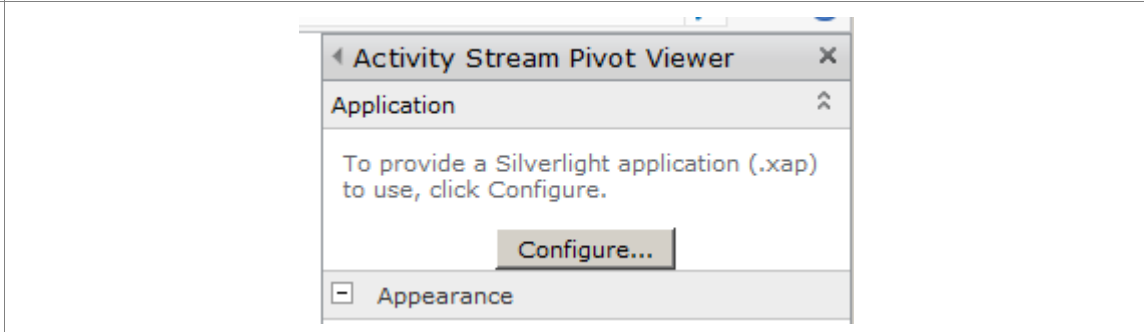 Activity Stream Pivot Viewer
Application
To provide a Silverlight application (.xap)
to use, click Configure.
Configure...
Appearance